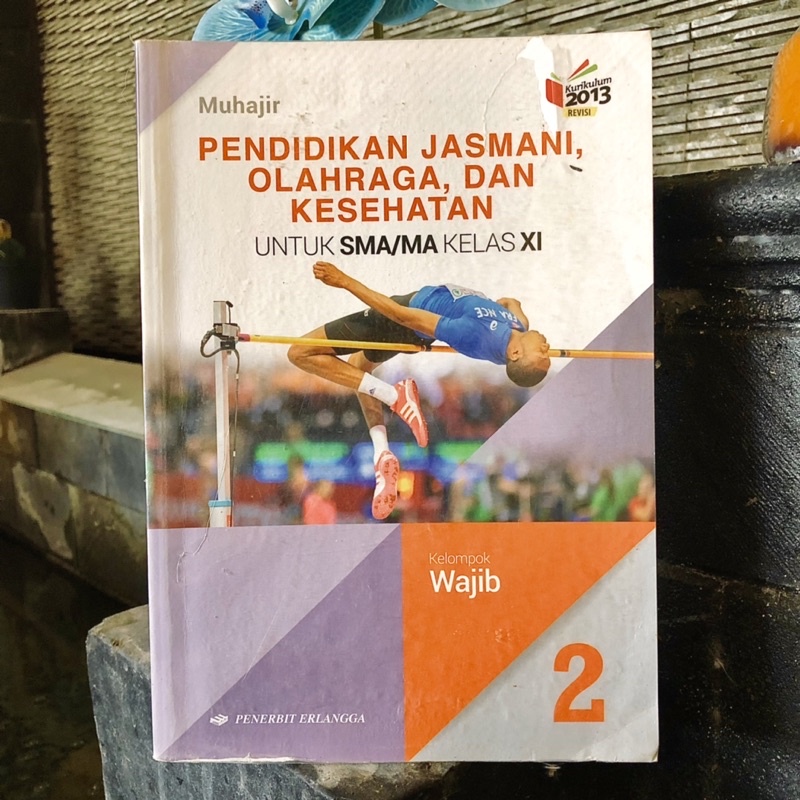 Muhajir
Kurikulum
2013
REVISI
PENDIDIKAN JASMANI,
OLAHRAGA, DAN
KESEHATAN
UNTUK SMA/MA KELAS XI
FRANCE
Kelompok
Wajib
2
PENERBIT ERLANGGA